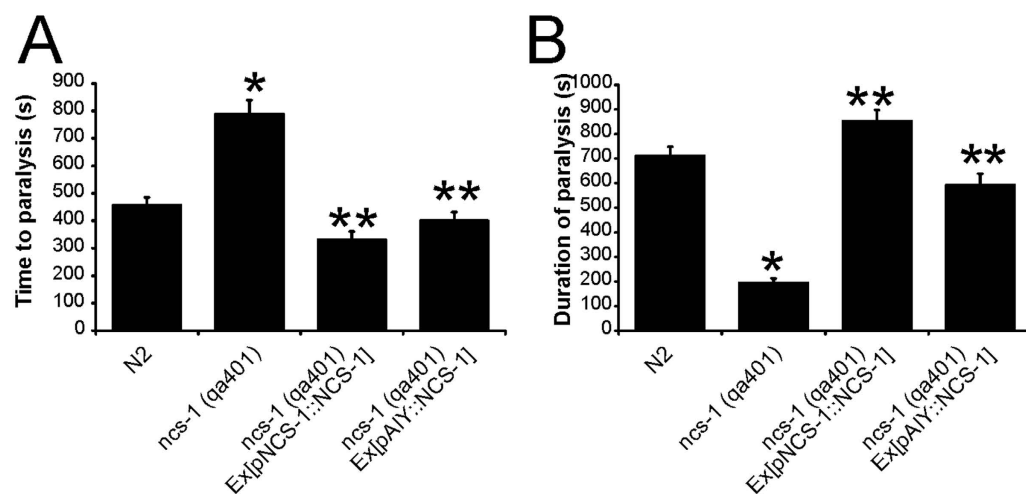 A
Time to paralysis (s)
900
800
700
600
500
400
300
200
100
0
*
**
**
N2
ncs-1 (qa401)
ncs-1 (qa401)
Ex[pNCS-1::NCS-1]
ncs-1 (qa401)
Ex[pAIY::NCS-1]
B
Duration of paralysis (s)
1000
900
800
700
600
500
400
300
200
100
0
*
**
**
N2
ncs-1 (qa401)
ncs-1 (qa401)
Ex[pNCS-1::NCS-1]
ncs-1 (qa401)
Ex[pAIY::NCS-1]